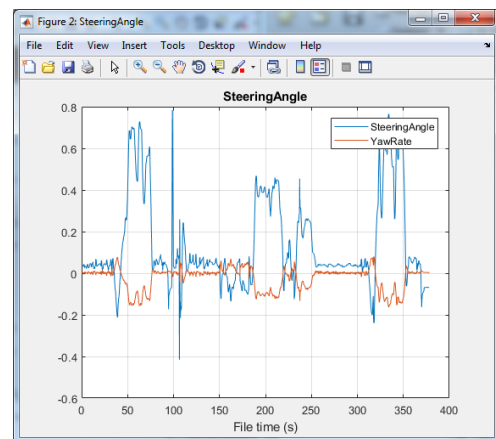 Figure 2: SteeringAngle
File Edit View Insert Tools Desktop Window Help
SteeringAngle
SteeringAngle
YawRate
0.8
0.6
0.4
0.2
0
-0.2
-0.4
-0.6
0 50 100 150 200 250 300 350 400
File time (s)